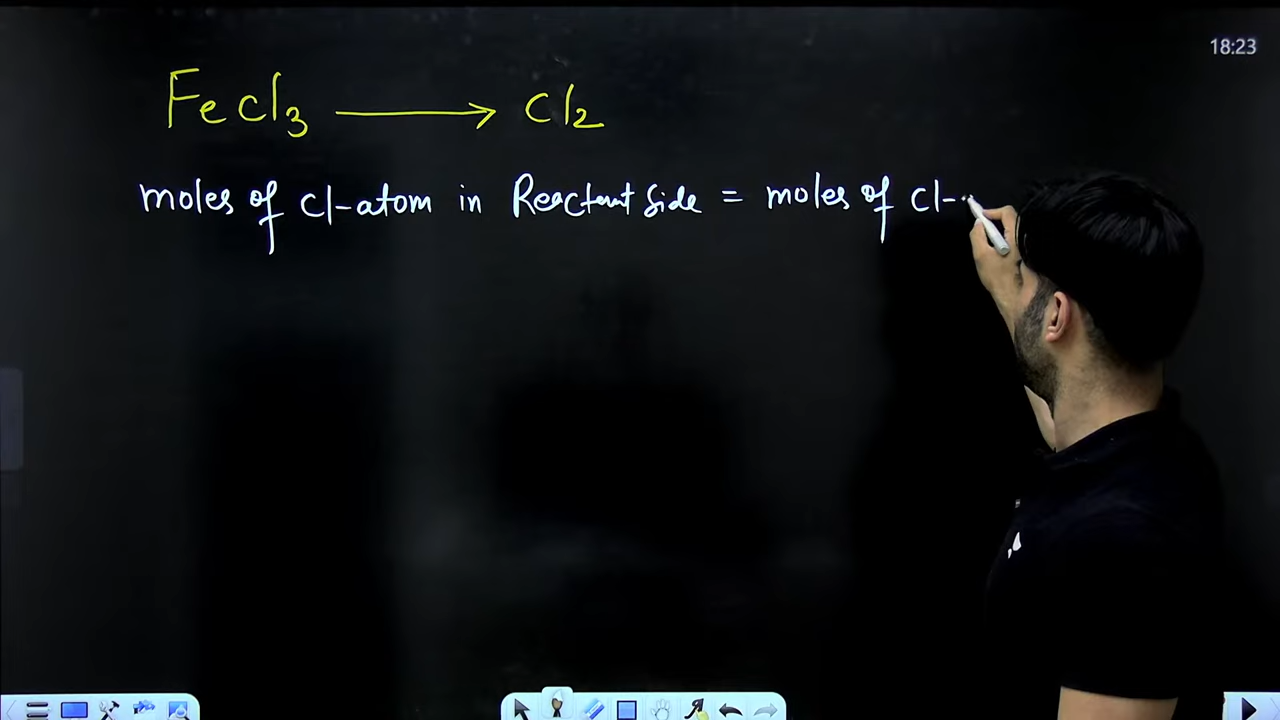 18:23
FeCl3 ⟶ Cl2
moles of Cl-atom in Reactant Side = moles of Cl-